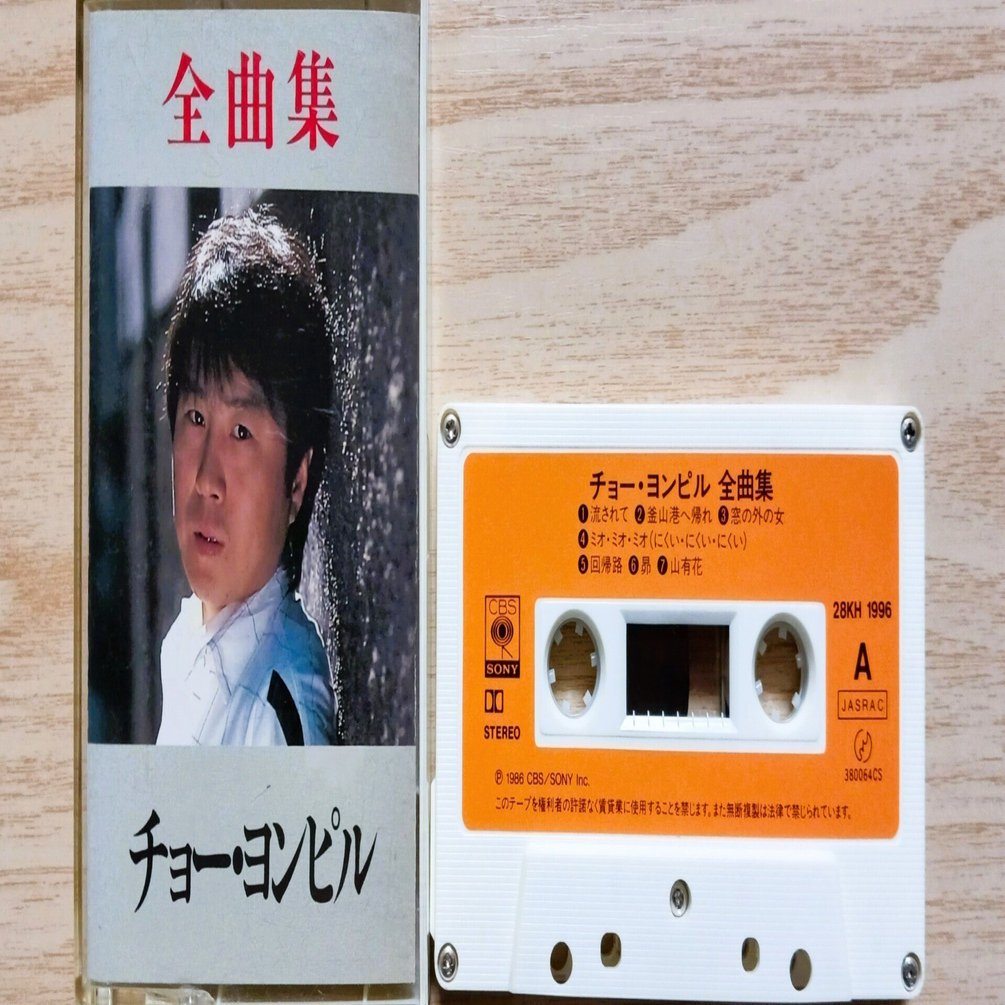 全曲集
チョー・ヨンピル
チョー・ヨンピル 全曲集
❶流されて ❷釜山港へ帰れ ❸窓の外の女
❹ミオ・ミオ・ミオ(にくい・にくい・にくい)
❺回帰路 ❻昴 ❼山有花
CBS
SONY
STEREO
28KH 1996
A
JASRAC
380064CS
Ⓟ 1986 CBS/SONY Inc.
このテープを権利者の許諾なく賃貸業に使用することを禁じます。また無断複製は法律で禁じられています。